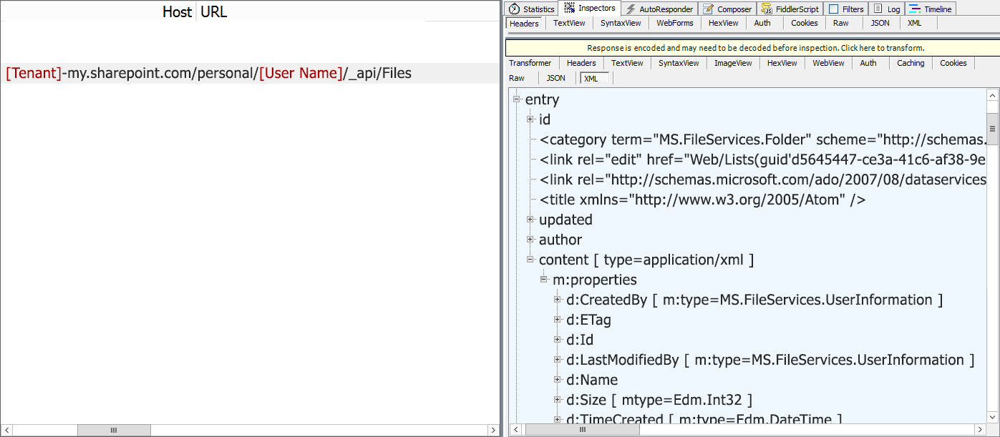 Host URL
[Tenant]-my.sharepoint.com/personal/[User Name]/_api/Files
Statistics Inspectors AutoResponder Composer FiddlerScript Filters Log Timeline
Headers TextView SyntaxView WebForms HexView Auth Cookies Raw JSON XML
Response is encoded and may need to be decoded before inspection. Click here to transform.
Transformer Headers TextView SyntaxView ImageView HexView WebView Auth Caching Cookies
Raw JSON XML
entry
id
<category term="MS.FileServices.Folder" scheme="http://schemas.
<link rel="edit" href="Web/Lists(guid'd5645447-ce3a-41c6-af38-9e
<link rel="http://schemas.microsoft.com/ado/2007/08/dataservices
<title xmlns="http://www.w3.org/2005/Atom" />
updated
author
content [ type=application/xml ]
m:properties
d:CreatedBy [ m:type=MS.FileServices.UserInformation ]
d:ETag
d:Id
d:LastModifiedBy [ m:type=MS.FileServices.UserInformation ]
d:Name
d:Size [ mtype=Edm.Int32 ]
d:TimeCreated [ m:type=Edm.DateTime ]